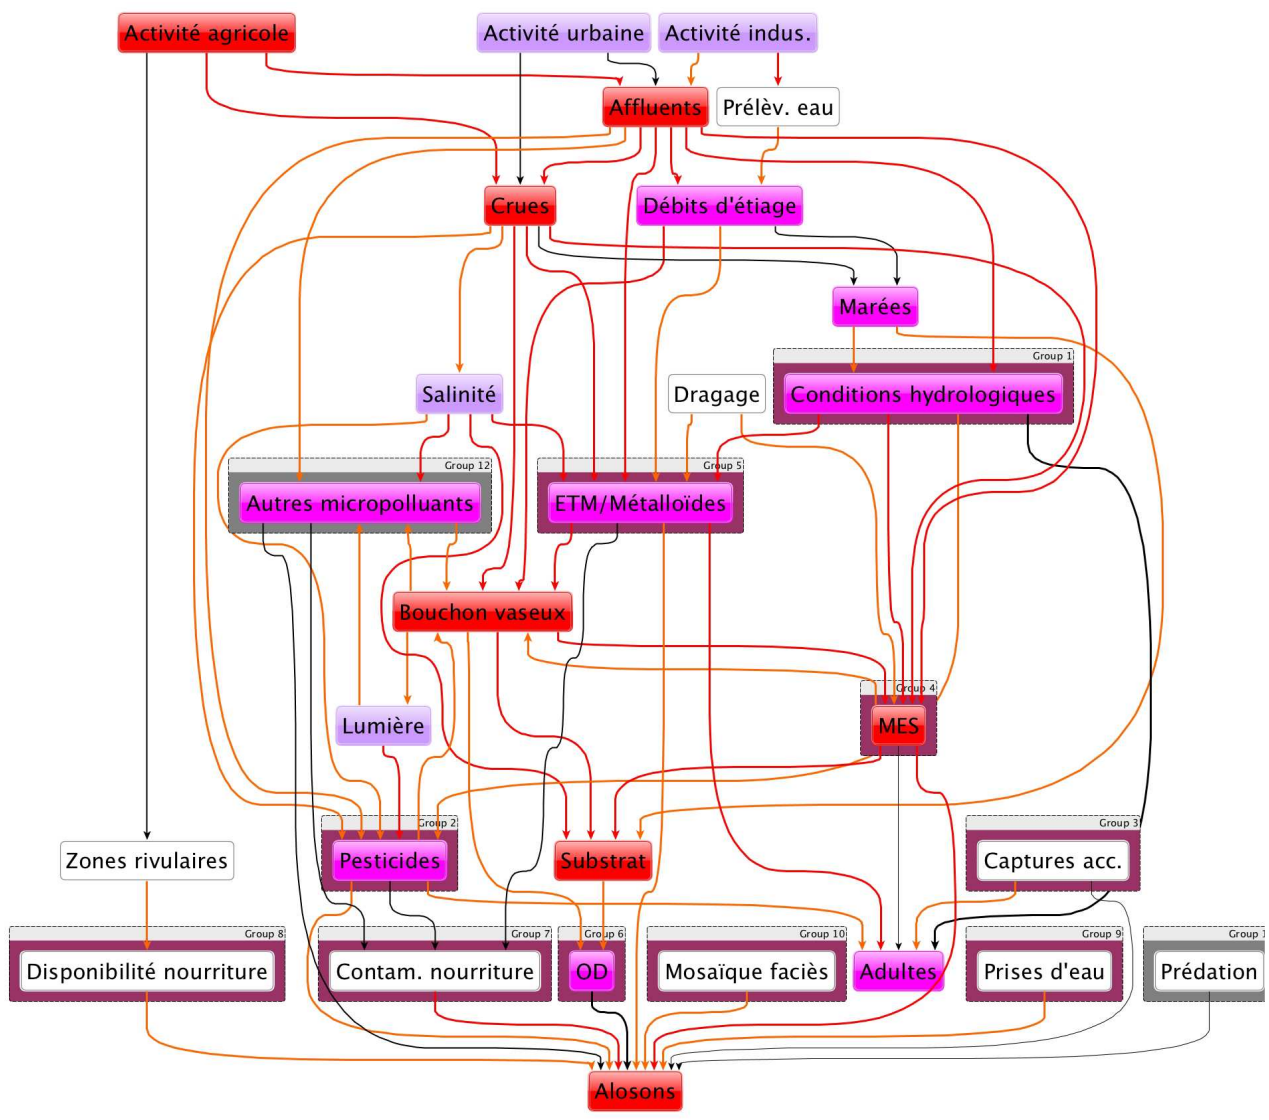 Activité agricole
Activité urbaine
Activité indus.
Affluents
Prélèv. eau
Crues
Débits d'étiage
Marées
Group 1
Conditions hydrologiques
Salinité
Dragage
Group 12
Autres micropolluants
Group 5
ETM/Métalloïdes
Bouchon vaseux
Lumière
Group 4
MES
Group 2
Pesticides
Zones rivulaires
Substrat
Group 3
Captures acc.
Group 8
Disponibilité nourriture
Group 7
Contam. nourriture
Group 6
OD
Group 10
Mosaïque faciès
Adultes
Group 9
Prises d'eau
Group 1
Prédation
Alosons